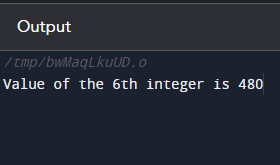 Output
/tmp/bwMaqLkuUD.o
Value of the 6th integer is 480